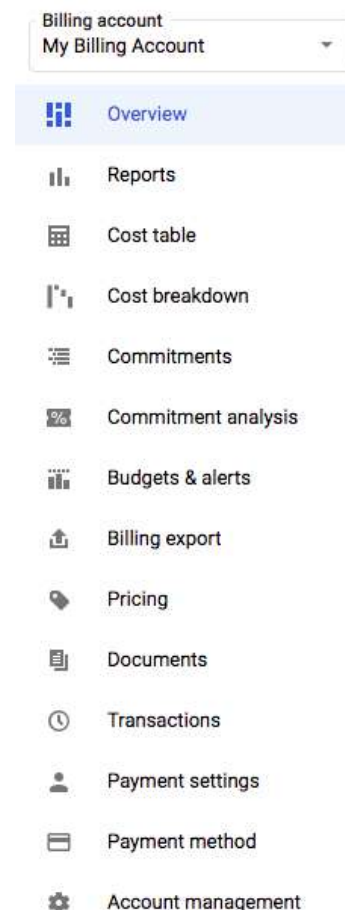 Billing account
My Billing Account
Overview
Reports
Cost table
Cost breakdown
Commitments
%
Commitment analysis
Budgets & alerts
Billing export
Pricing
Documents
Transactions
Payment settings
Payment method
Account management